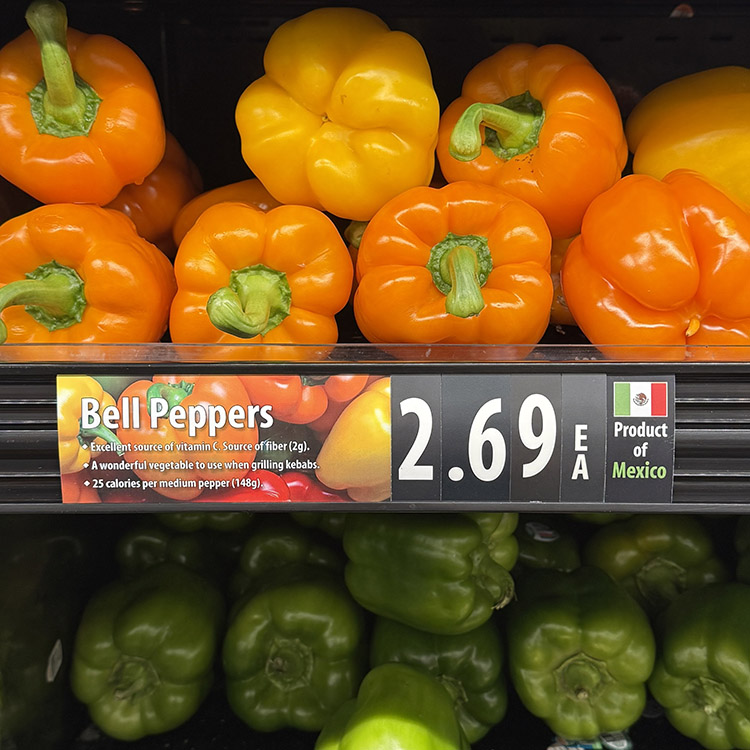 Bell Peppers
◆ Excellent source of vitamin C. Source of fiber (2g).
◆ A wonderful vegetable to use when grilling kebabs.
◆ 25 calories per medium pepper (148g).
2.69 EA
Product
of
Mexico